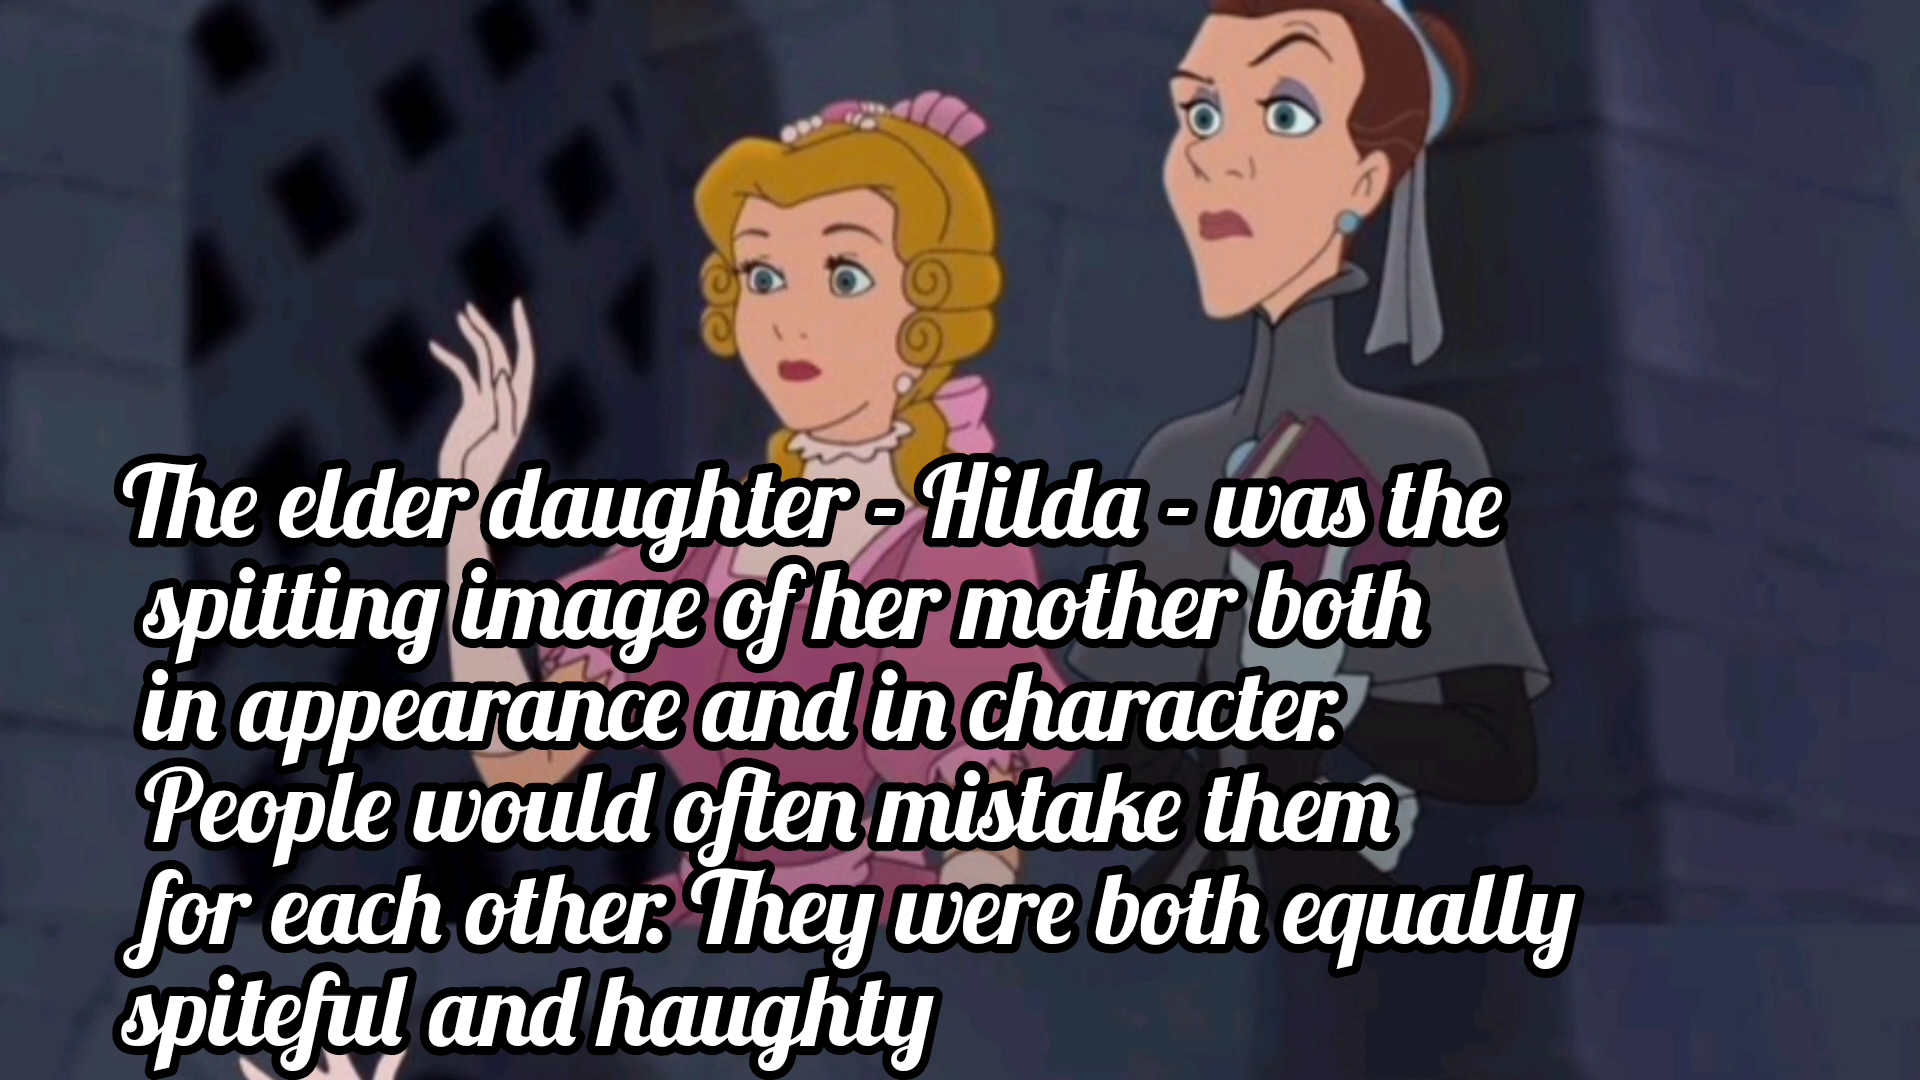 The elder daughter - Hilda - was the
spitting image of her mother both
in appearance and in character.
People would often mistake them
for each other. They were both equally
spiteful and haughty